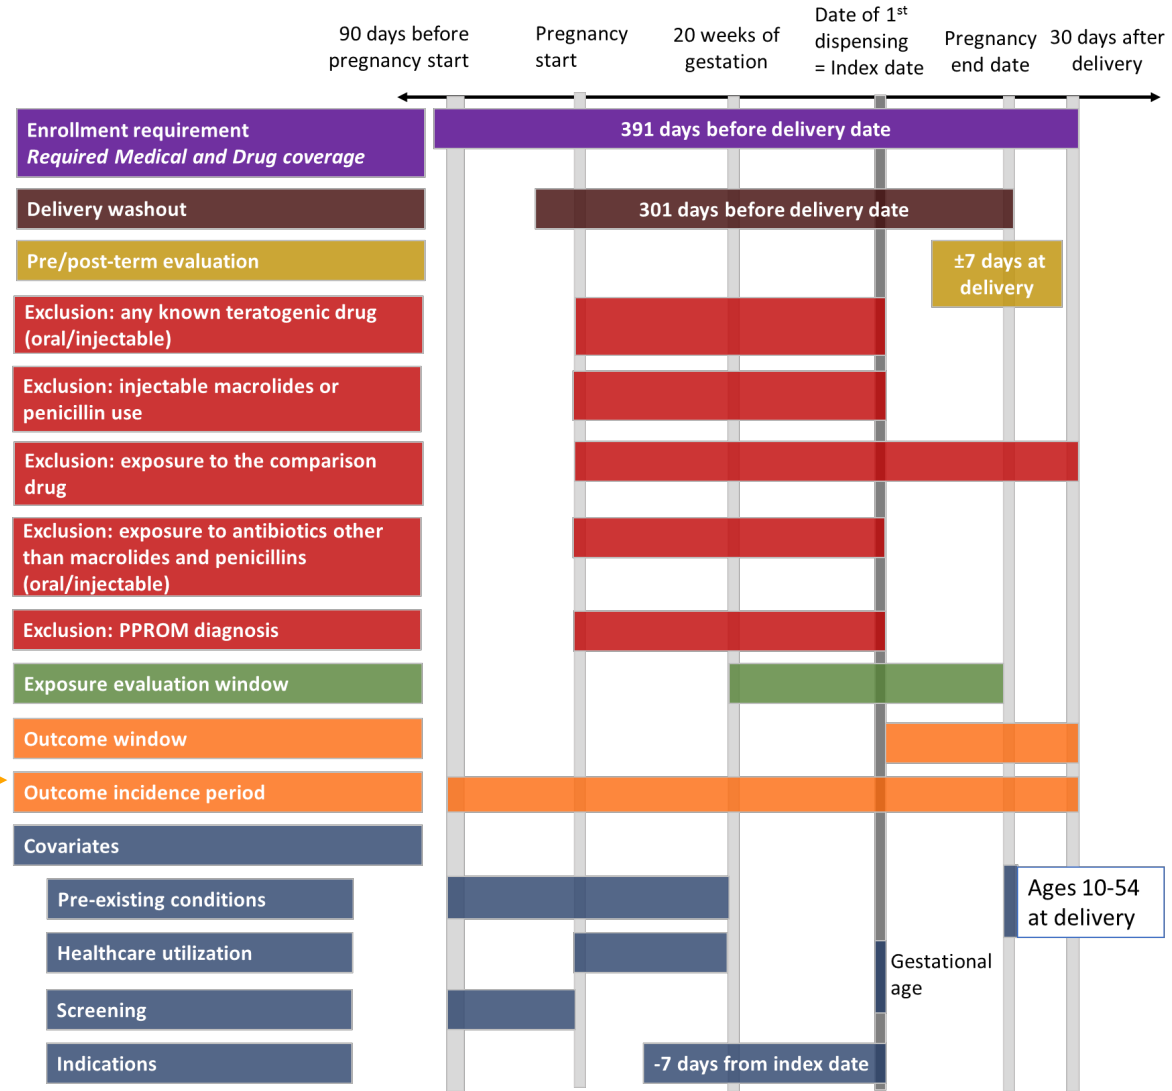 90 days before
pregnancy start
Pregnancy
start
20 weeks of
gestation
Date of 1st
dispensing
= Index date
Pregnancy
end date
30 days after
delivery
Enrollment requirement
Required Medical and Drug coverage
391 days before delivery date
Delivery washout
301 days before delivery date
Pre/post-term evaluation
±7 days at
delivery
Exclusion: any known teratogenic drug
(oral/injectable)
Exclusion: injectable macrolides or
penicillin use
Exclusion: exposure to the comparison
drug
Exclusion: exposure to antibiotics other
than macrolides and penicillins
(oral/injectable)
Exclusion: PPROM diagnosis
Exposure evaluation window
Outcome window
Outcome incidence period
Covariates
Pre-existing conditions
Ages 10-54
at delivery
Healthcare utilization
Gestational
age
Screening
Indications
-7 days from index date